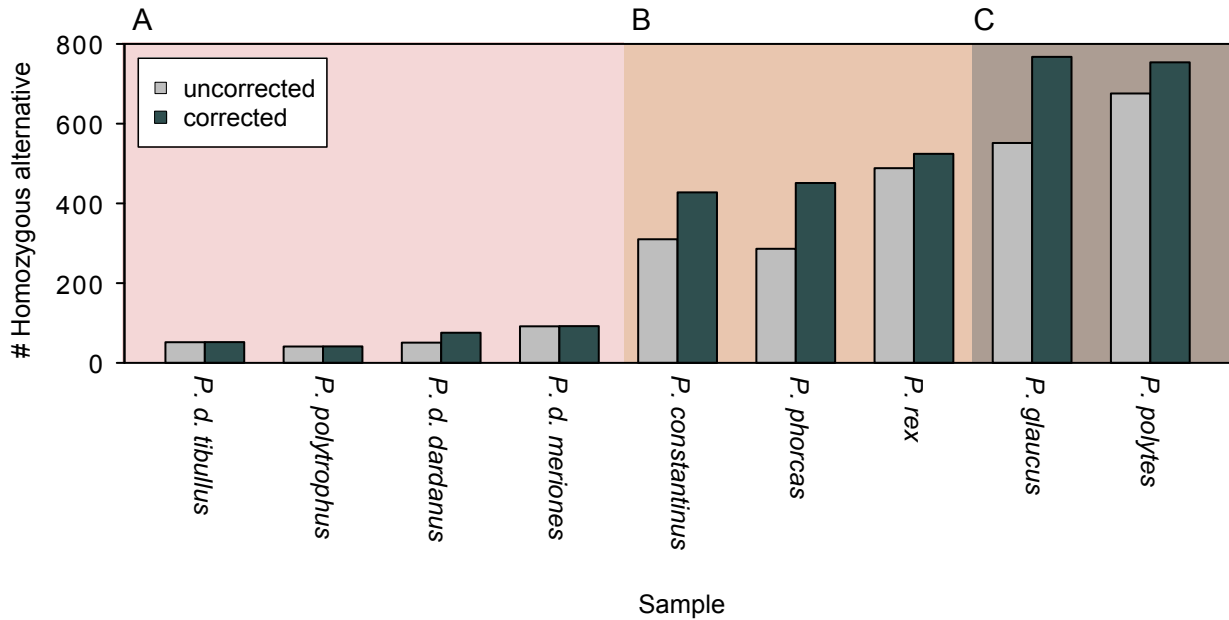 A
B
C
# Homozygous alternative
800
600
400
200
0
uncorrected
corrected
P. d. tibullus
P. polytrophus
P. d. dardanus
P. d. meriones
P. constantinus
P. phorcas
P. rex
P. glaucus
P. polytes
Sample